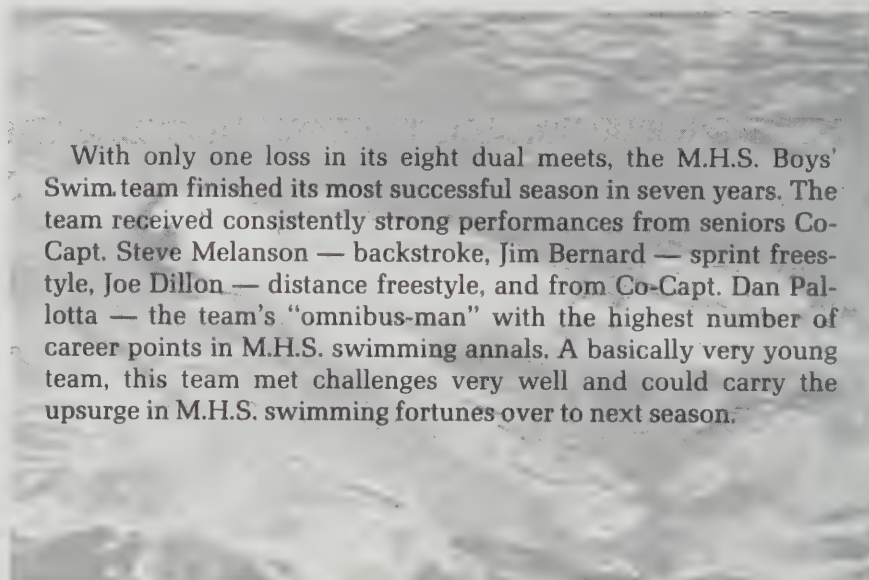 With only one loss in its eight dual meets, the M.H.S. Boys'
Swim team finished its most successful season in seven years. The
team received consistently strong performances from seniors Co-
Capt. Steve Melanson — backstroke, Jim Bernard — sprint frees-
tyle, Joe Dillon — distance freestyle, and from Co-Capt. Dan Pal-
lotta — the team's "omnibus-man" with the highest number of
career points in M.H.S. swimming annals. A basically very young
team, this team met challenges very well and could carry the
upsurge in M.H.S. swimming fortunes over to next season.